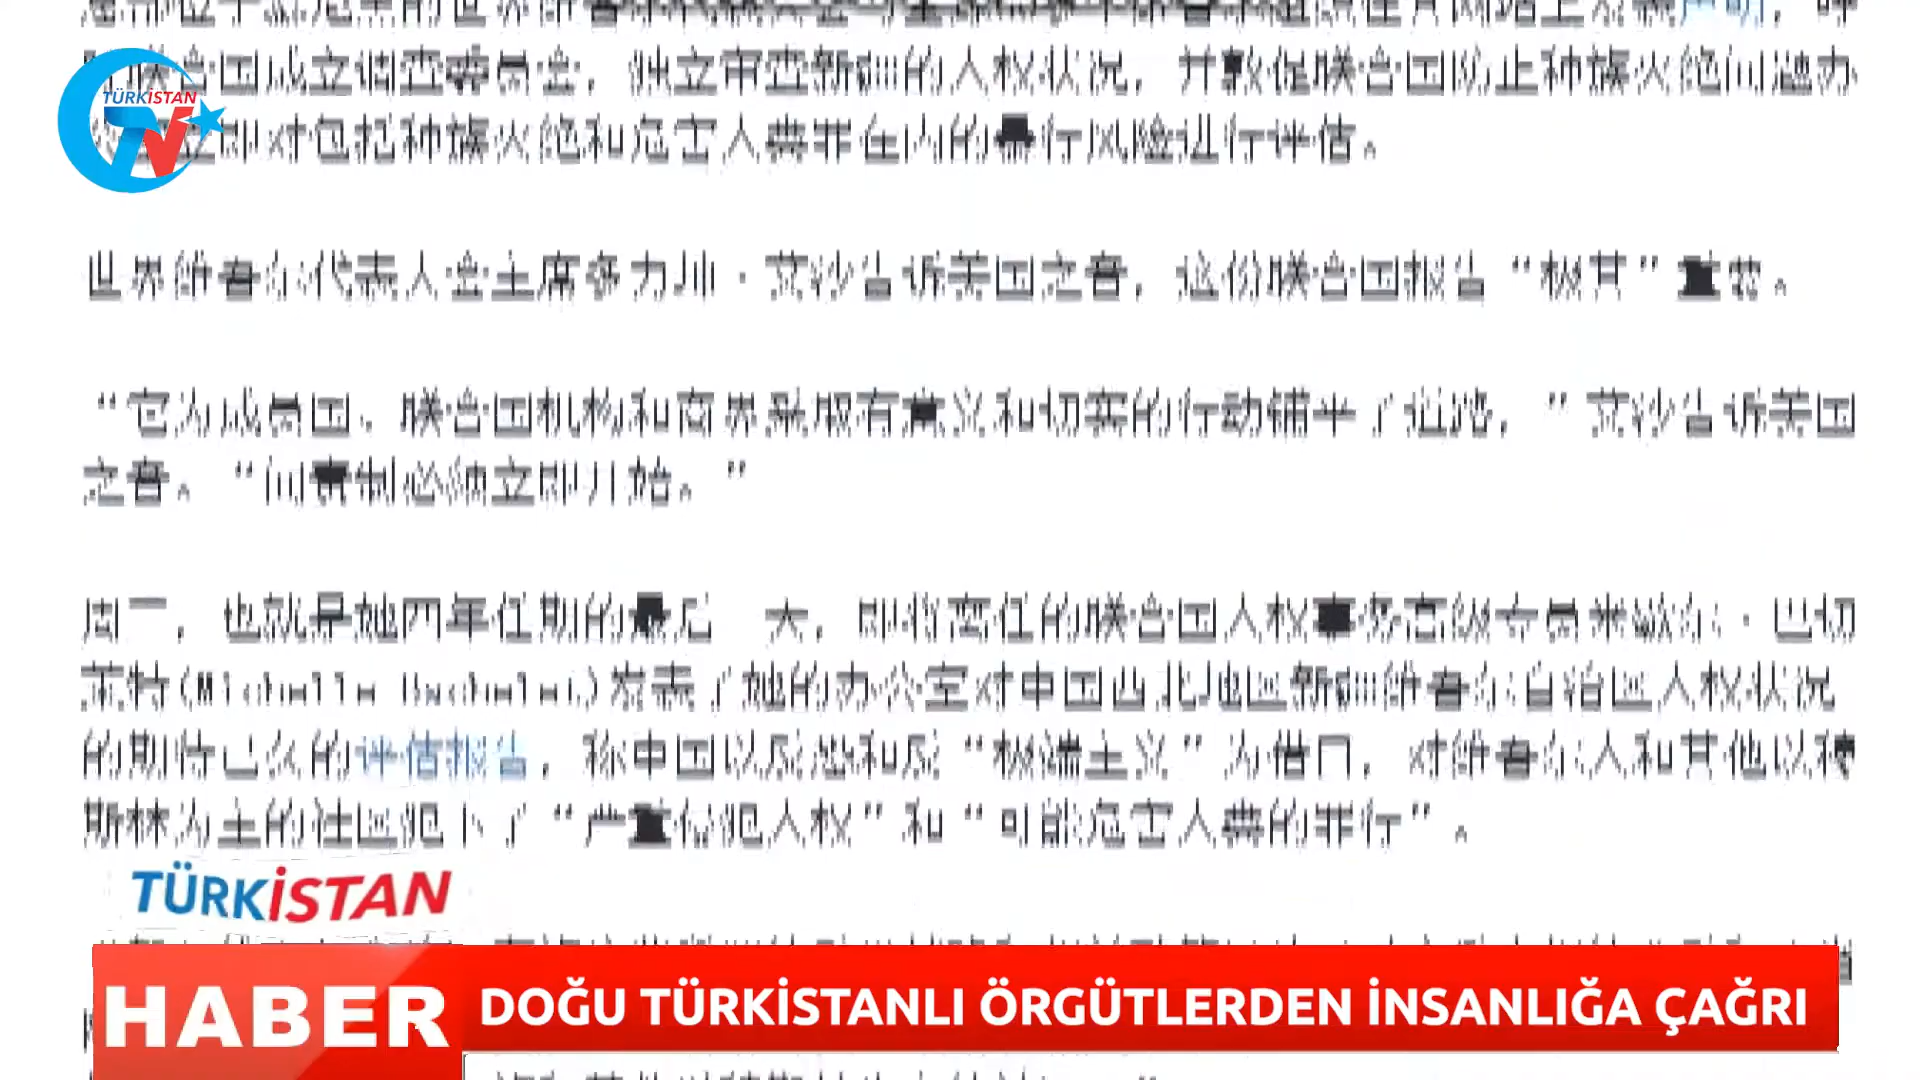 联合国成立调查委员会，独立审查新疆的人权状况，并敦促联合国防止种族灭绝问题办
立即对包括种族灭绝和危害人类罪在内的暴行风险进行评估。
TÜRKİSTAN
TV
世界维吾尔代表大会主席多力坤·艾沙告诉美国之音，这份联合国报告“极其”重要。
“它为成员国、联合国机构和商界采取有意义和切实的行动铺平了道路，”艾沙告诉美国
之音。“问责制必须立即开始。”
周三，也就是她四年任期的最后一天，即将离任的联合国人权事务高级专员米歇尔·巴切
莱特(Michelle Bachelet)发表了她的办公室对中国西北地区新疆维吾尔自治区人权状况
的期待已久的评估报告，称中国以反恐和反“极端主义”为借口，对维吾尔人和其他以穆
斯林为主的社区犯下了“严重侵犯人权”和“可能危害人类的罪行”。
TÜRKİSTAN
HABER
DOĞU TÜRKİSTANLI ÖRGÜTLERDEN İNSANLIĞA ÇAĞRI